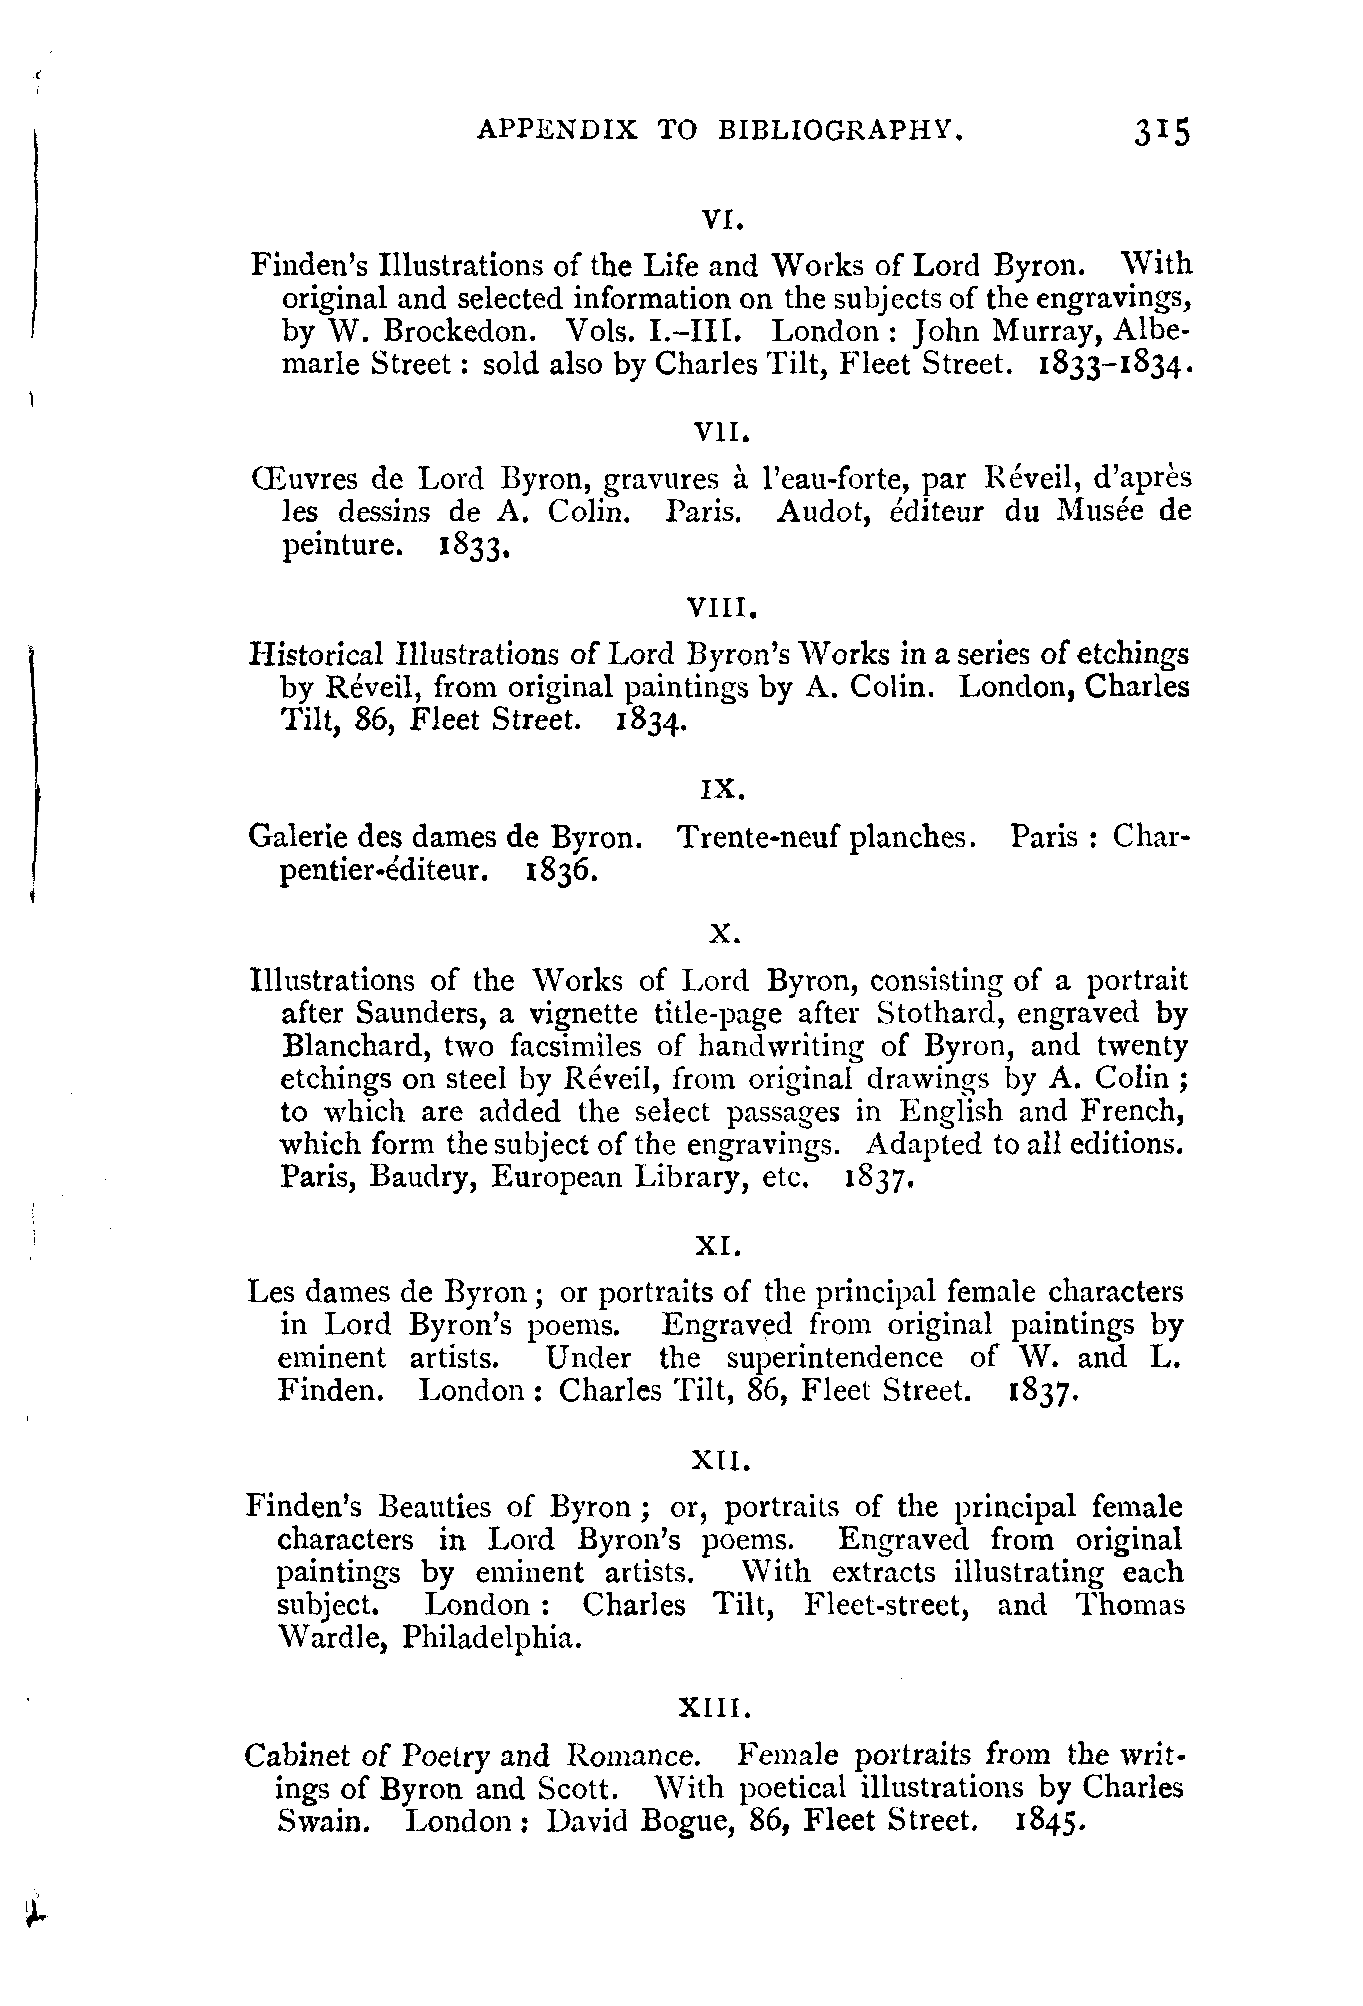 APPENDIX TO BIBLIOGRAPHY. 315
VI.
Finden's Illustrations of the Life and Works of Lord Byron. With
original and selected information on the subjects of the engravings,
by W. Brockedon. Vols. I.–III. London : John Murray, Albe-
marle Street : sold also by Charles Tilt, Fleet Street. 1833–1834.
VII.
Œuvres de Lord Byron, gravures à l'eau-forte, par Réveil, d'après
les dessins de A. Colin. Paris. Audot, éditeur du Musée de
peinture. 1833.
VIII.
Historical Illustrations of Lord Byron's Works in a series of etchings
by Réveil, from original paintings by A. Colin. London, Charles
Tilt, 86, Fleet Street. 1834.
IX.
Galerie des dames de Byron. Trente-neuf planches. Paris : Char-
pentier-éditeur. 1836.
X.
Illustrations of the Works of Lord Byron, consisting of a portrait
after Saunders, a vignette title-page after Stothard, engraved by
Blanchard, two facsimiles of handwriting of Byron, and twenty
etchings on steel by Réveil, from original drawings by A. Colin ;
to which are added the select passages in English and French,
which form the subject of the engravings. Adapted to all editions.
Paris, Baudry, European Library, etc. 1837.
XI.
Les dames de Byron ; or portraits of the principal female characters
in Lord Byron's poems. Engraved from original paintings by
eminent artists. Under the superintendence of W. and L.
Finden. London : Charles Tilt, 86, Fleet Street. 1837.
XII.
Finden's Beauties of Byron ; or, portraits of the principal female
characters in Lord Byron's poems. Engraved from original
paintings by eminent artists. With extracts illustrating each
subject. London : Charles Tilt, Fleet-street, and Thomas
Wardle, Philadelphia.
XIII.
Cabinet of Poetry and Romance. Female portraits from the writ-
ings of Byron and Scott. With poetical illustrations by Charles
Swain. London : David Bogue, 86, Fleet Street. 1845.